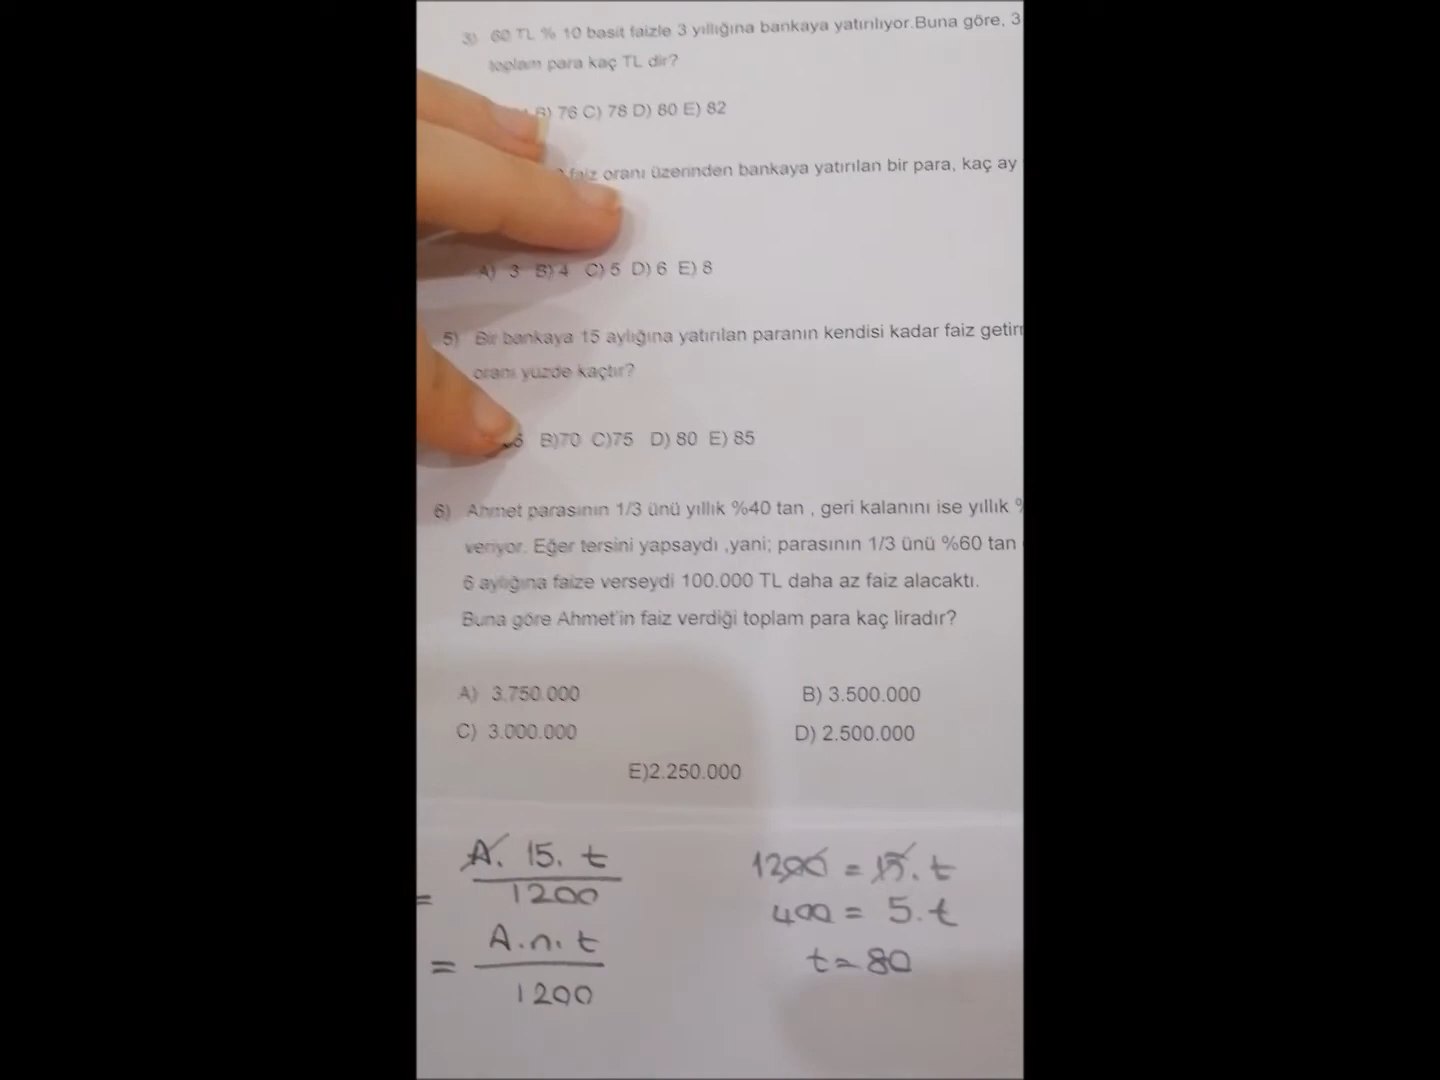 3) 60 TL % 10 basit faizle 3 yıllığına bankaya yatırılıyor.Buna göre, 3
toplam para kaç TL dir?
B) 76 C) 78 D) 80 E) 82
faiz oranı üzerinden bankaya yatırılan bir para, kaç ay
A) 3 B) 4 C) 5 D) 6 E) 8
5) Bir bankaya 15 aylığına yatırılan paranın kendisi kadar faiz getirm
oranı yüzde kaçtır?
B)70 C)75 D) 80 E) 85
6) Ahmet parasının 1/3 ünü yıllık %40 tan , geri kalanını ise yıllık %
veriyor. Eğer tersini yapsaydı ,yani; parasının 1/3 ünü %60 tan
6 aylığına faize verseydi 100.000 TL daha az faiz alacaktı.
Buna göre Ahmet'in faiz verdiği toplam para kaç liradır?
A) 3.750.000 B) 3.500.000
C) 3.000.000 D) 2.500.000
E)2.250.000
A. 15. t
= 1200
A.n.t
= 1200
1200 = 15.t
400 = 5.t
t=80